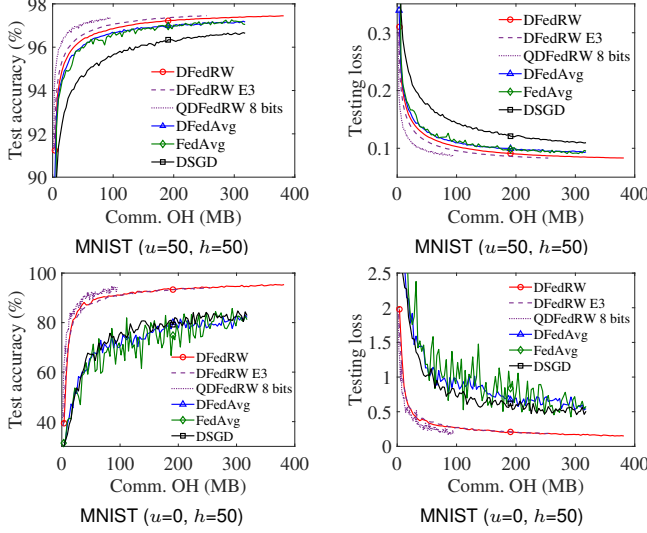 98
96
94
92
90
Test accuracy (%)
DFedRW
DFedRW E3
QDFedRW 8 bits
DFedAvg
FedAvg
DSGD
0 100 200 300 400
Comm. OH (MB)
MNIST (u=50, h=50)
0.3
0.2
0.1
Testing loss
DFedRW
DFedRW E3
QDFedRW 8 bits
DFedAvg
FedAvg
DSGD
0 100 200 300 400
Comm. OH (MB)
MNIST (u=50, h=50)
100
80
60
40
Test accuracy (%)
DFedRW
DFedRW E3
QDFedRW 8 bits
DFedAvg
FedAvg
DSGD
0 100 200 300 400
Comm. OH (MB)
MNIST (u=0, h=50)
2.5
2
1.5
1
0.5
0
Testing loss
DFedRW
DFedRW E3
QDFedRW 8 bits
DFedAvg
FedAvg
DSGD
0 100 200 300 400
Comm. OH (MB)
MNIST (u=0, h=50)